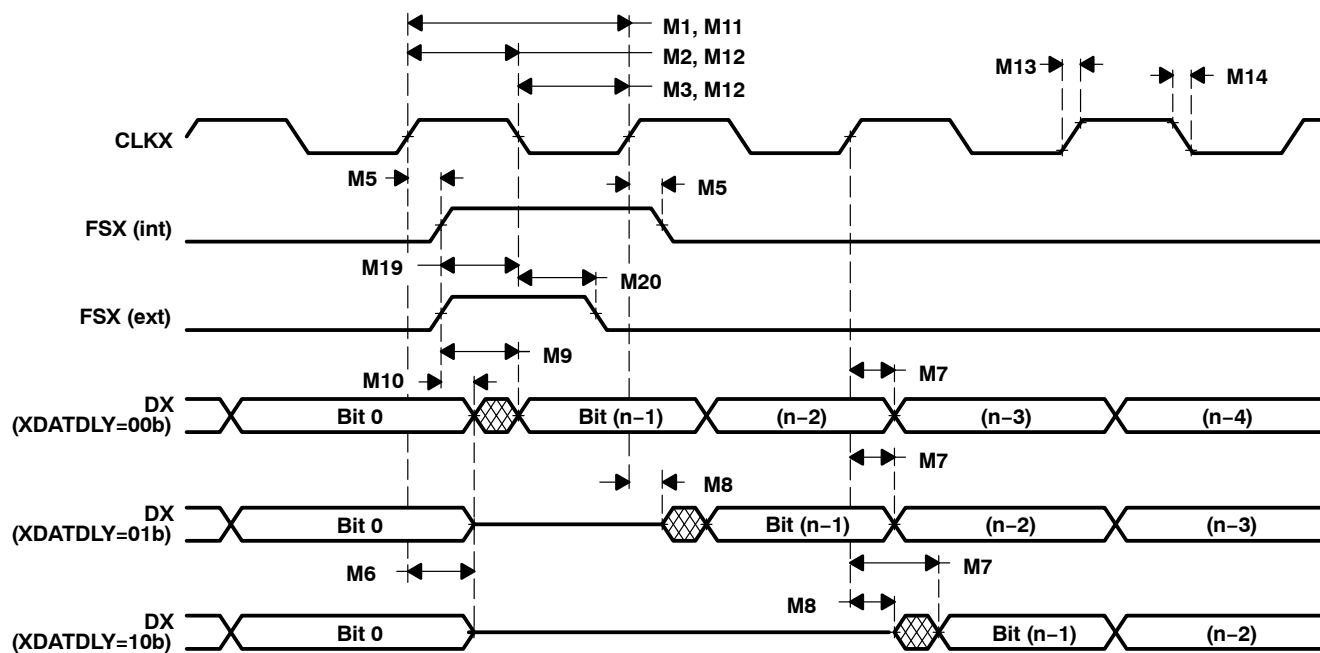 M1, M11
M2, M12
M13
M14
M3, M12
CLKX
M5
M5
FSX (int)
M19
M20
FSX (ext)
M9
M10
M7
DX
(XDATDLY=00b)
Bit 0
Bit (n−1)
(n−2)
(n−3)
(n−4)
M7
M8
DX
(XDATDLY=01b)
Bit 0
Bit (n−1)
(n−2)
(n−3)
M6
M7
M8
DX
(XDATDLY=10b)
Bit 0
Bit (n−1)
(n−2)